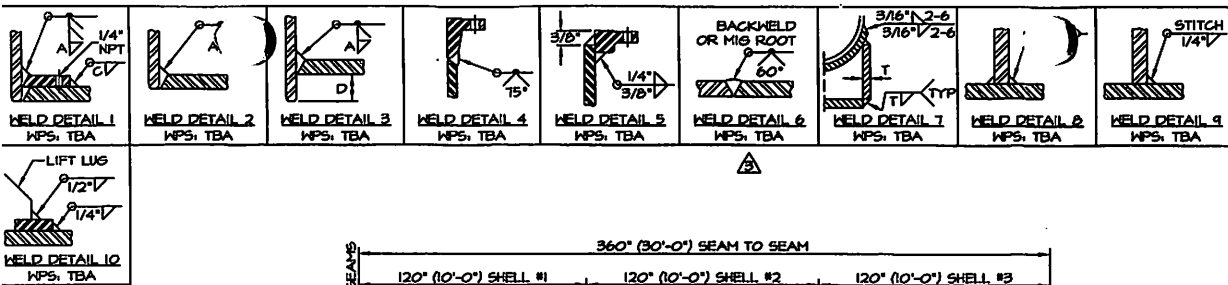 A
1/4"
NPT
C
WELD DETAIL 1
WPS: TBA
A
WELD DETAIL 2
WPS: TBA
A
D
WELD DETAIL 3
WPS: TBA
75°
WELD DETAIL 4
WPS: TBA
3/8"
1/4"
3/8"
WELD DETAIL 5
WPS: TBA
BACKWELD
OR MIG ROOT
60°
WELD DETAIL 6
WPS: TBA
3/16" 2-6
3/16" 2-6
T
T TYP
WELD DETAIL 7
WPS: TBA
WELD DETAIL 8
WPS: TBA
STITCH
1/4"
WELD DETAIL 9
WPS: TBA
3
LIFT LUG
1/2"
1/4"
WELD DETAIL 10
WPS: TBA
SEAMS
360" (30'-0") SEAM TO SEAM
120" (10'-0") SHELL #1
120" (10'-0") SHELL #2
120" (10'-0") SHELL #3